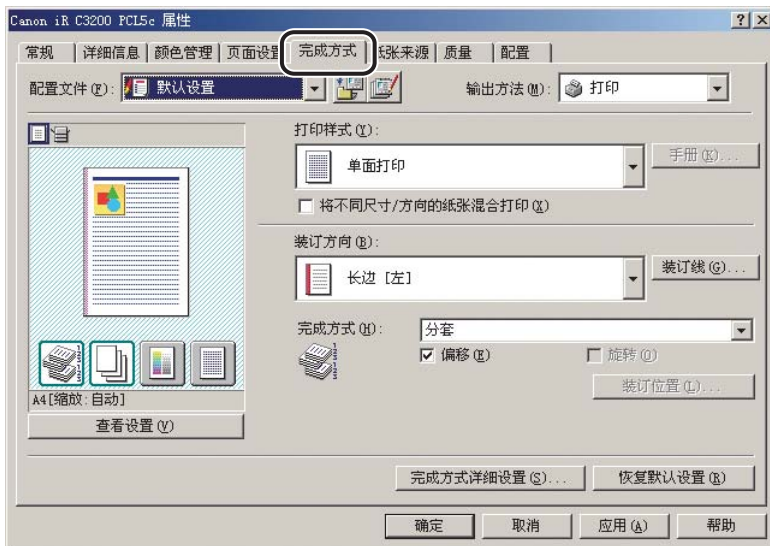 Canon iR C3200 PCL5c 属性
常规 详细信息 颜色管理 页面设置 完成方式 纸张来源 质量 配置
配置文件(F): 默认设置 输出方法(M): 打印
打印样式(Y):
单面打印 手册(K)...
将不同尺寸/方向的纸张混合打印(X)
装订方向(B):
长边 [左] 装订线(G)...
完成方式(H): 分套
偏移(E) 旋转(O)
装订位置(L)...
A4[缩放:自动]
查看设置(V)
完成方式详细设置(S)... 恢复默认设置(R)
确定 取消 应用(A) 帮助